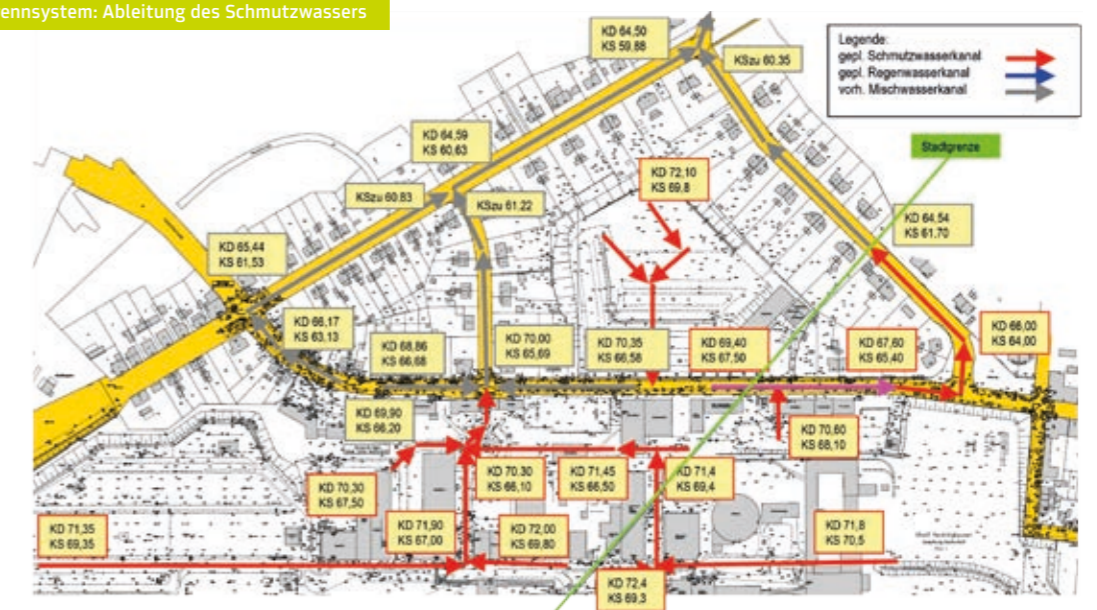 ennsystem: Ableitung des Schmutzwassers
KD 64,50
KS 59,88
KSzu 60,35
Legende:
gepl. Schmutzwasserkanal
gepl. Regenwasserkanal
vorh. Mischwasserkanal
Stadtgrenze
KD 64,59
KS 60,63
KD 72,10
KS 69,8
KSzu 60,63
KSzu 61,22
KD 64,54
KS 61,70
KD 65,44
KS 61,53
KD 66,17
KS 63,13
KD 68,86
KS 66,68
KD 70,00
KS 65,69
KD 70,35
KS 66,58
KD 69,40
KS 67,50
KD 67,60
KS 65,40
KD 66,00
KS 64,00
KD 69,90
KS 66,20
KD 70,60
KS 68,10
KD 70,30
KS 67,50
KD 70,30
KS 66,10
KD 71,45
KS 66,50
KD 71,4
KS 69,4
KD 71,35
KS 69,35
KD 71,90
KS 67,00
KD 72,00
KS 69,80
KD 71,8
KS 70,5
KD 72,4
KS 69,3